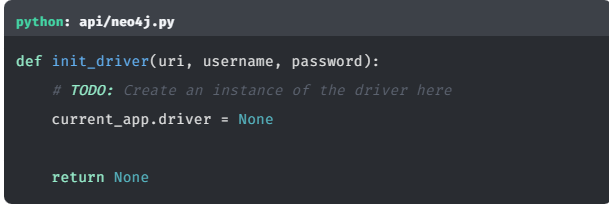 python: api/neo4j.py
def init_driver(uri, username, password):
    # TODO: Create an instance of the driver here
    current_app.driver = None
    return None